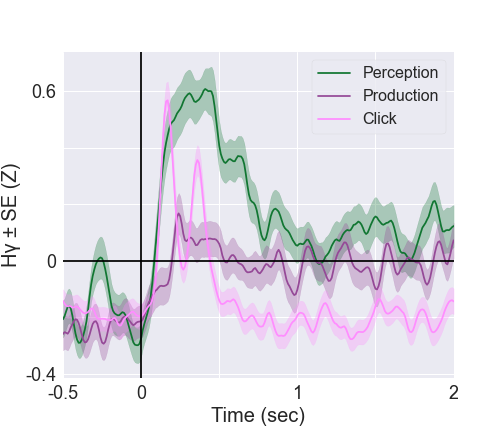 Perception
Production
Click
Hγ ± SE (Z)
0.6
0
-0.4
-0.5 0 1 2
Time (sec)